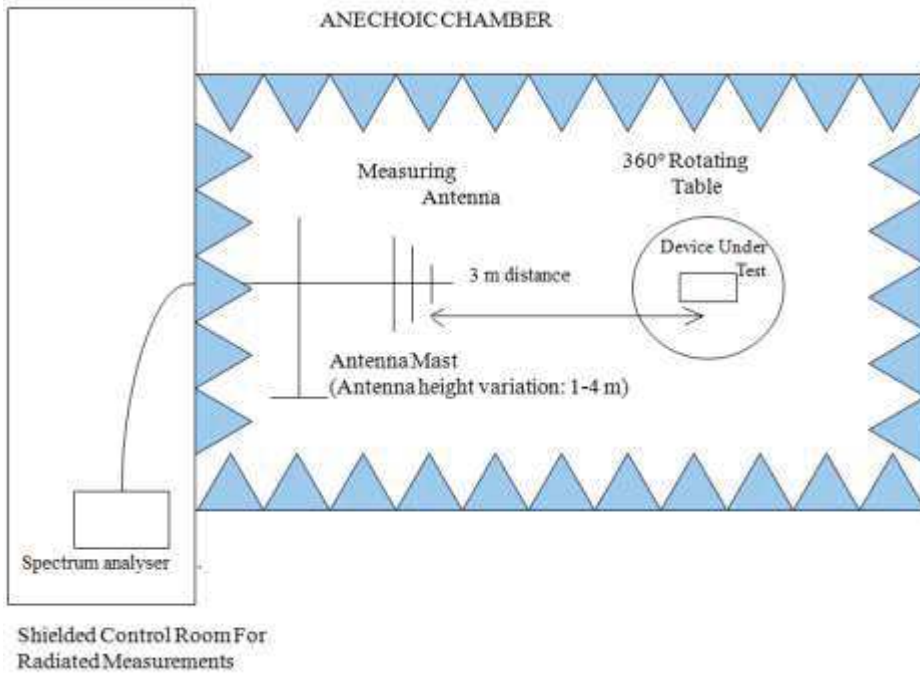 ANECHOIC CHAMBER
Measuring
Antenna
360° Rotating
Table
Device Under
Test
3 m distance
Antenna Mast
(Antenna height variation: 1-4 m)
Spectrum analyser
Shielded Control Room For
Radiated Measurements